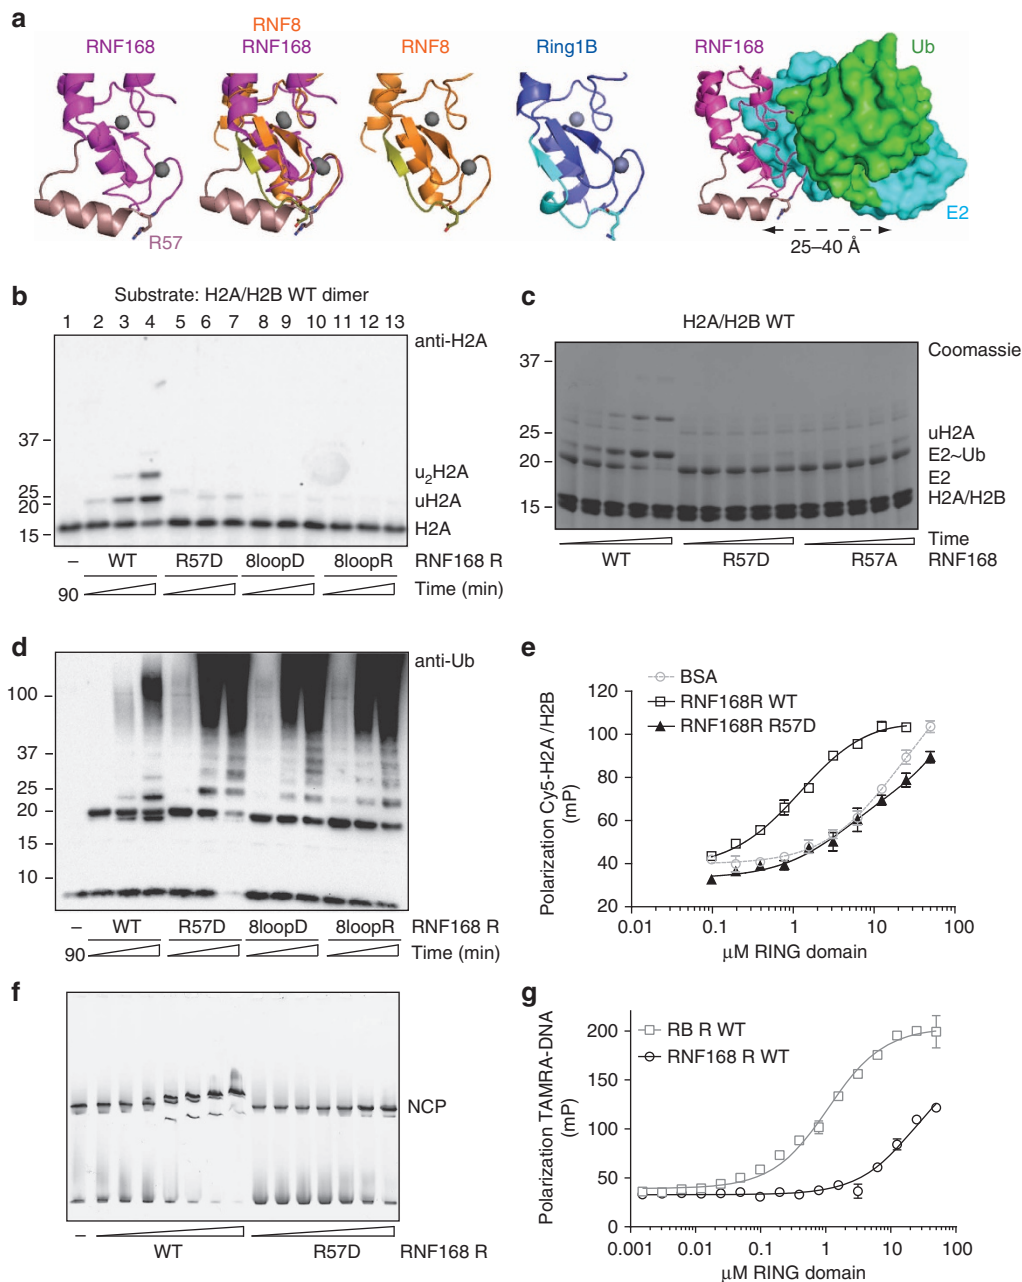 a
RNF8
RNF168
RNF168
RNF8
Ring1B
RNF168
Ub
R57
E2
25–40 Å
b
Substrate: H2A/H2B WT dimer
1 2 3 4 5 6 7 8 9 10 11 12 13
anti-H2A
37
25
20
15
u2H2A
uH2A
H2A
– WT R57D 8loopD 8loopR RNF168 R
90 Time (min)
c
H2A/H2B WT
Coomassie
37
25
20
15
uH2A
E2~Ub
E2
H2A/H2B
Time
WT R57D R57A RNF168
d
anti-Ub
100
37
25
20
15
10
– WT R57D 8loopD 8loopR RNF168 R
90 Time (min)
e
BSA
RNF168R WT
RNF168R R57D
Polarization Cy5-H2A /H2B
(mP)
120
100
80
60
40
20
0.01 0.1 1 10 100
μM RING domain
f
NCP
– WT R57D RNF168 R
g
RB R WT
RNF168 R WT
Polarization TAMRA-DNA
(mP)
200
150
100
50
0
0.001 0.01 0.1 1 10 100
μM RING domain